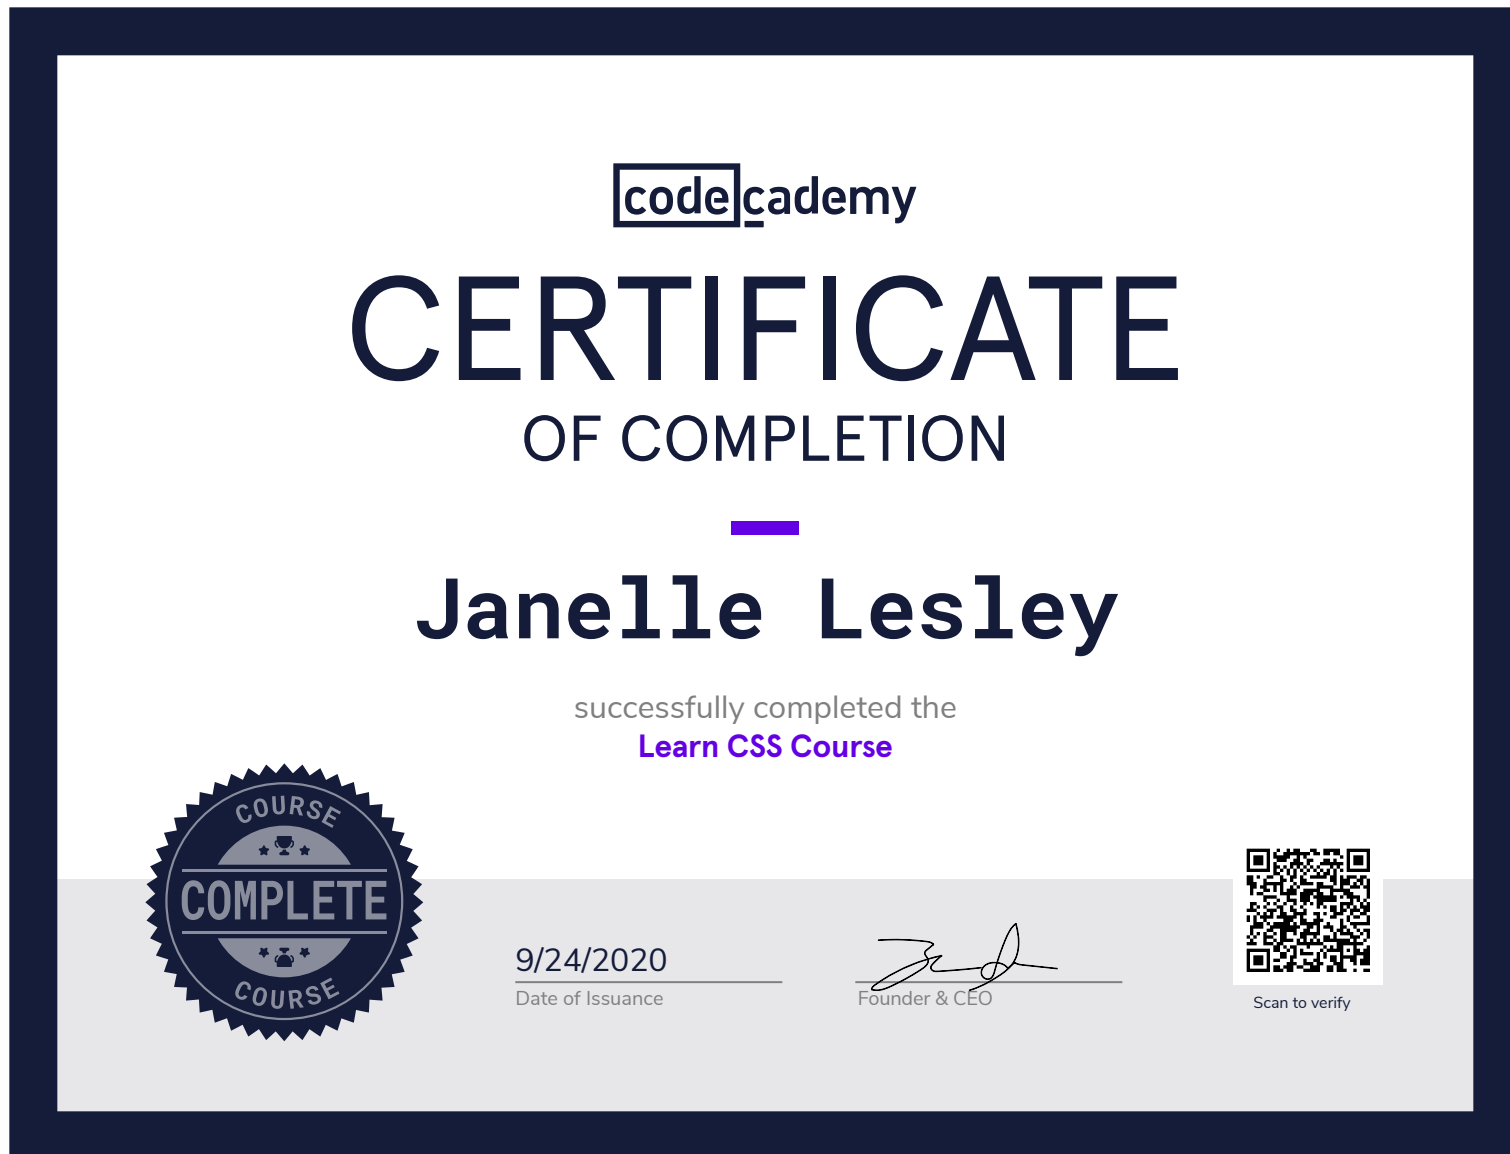 codecademy
CERTIFICATE
OF COMPLETION
Janelle Lesley
successfully completed the
Learn CSS Course
COURSE
COMPLETE
COURSE
9/24/2020
Date of Issuance
Founder & CEO
Scan to verify